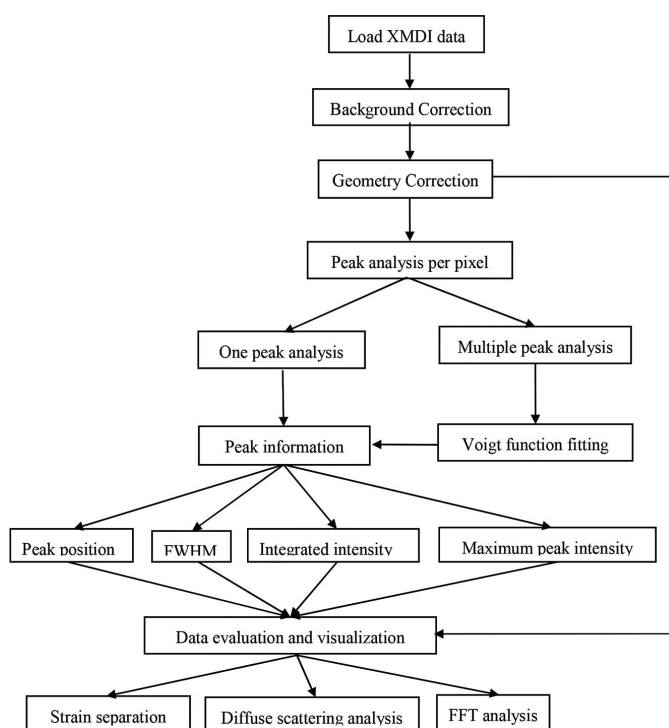 Load XMDI data
Background Correction
Geometry Correction
Peak analysis per pixel
One peak analysis
Multiple peak analysis
Peak information
Voigt function fitting
Peak position
FWHM
Integrated intensity
Maximum peak intensity
Data evaluation and visualization
Strain separation
Diffuse scattering analysis
FFT analysis